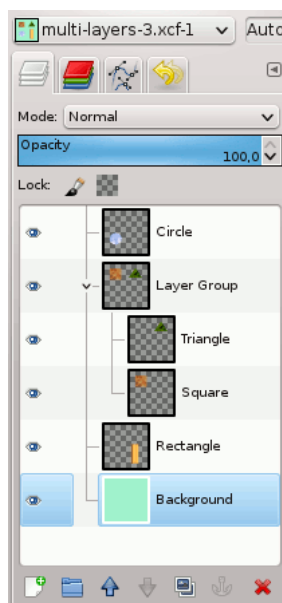 multi-layers-3.xcf-1
Auto
Mode: Normal
Opacity
100,0
Lock:
Circle
Layer Group
Triangle
Square
Rectangle
Background